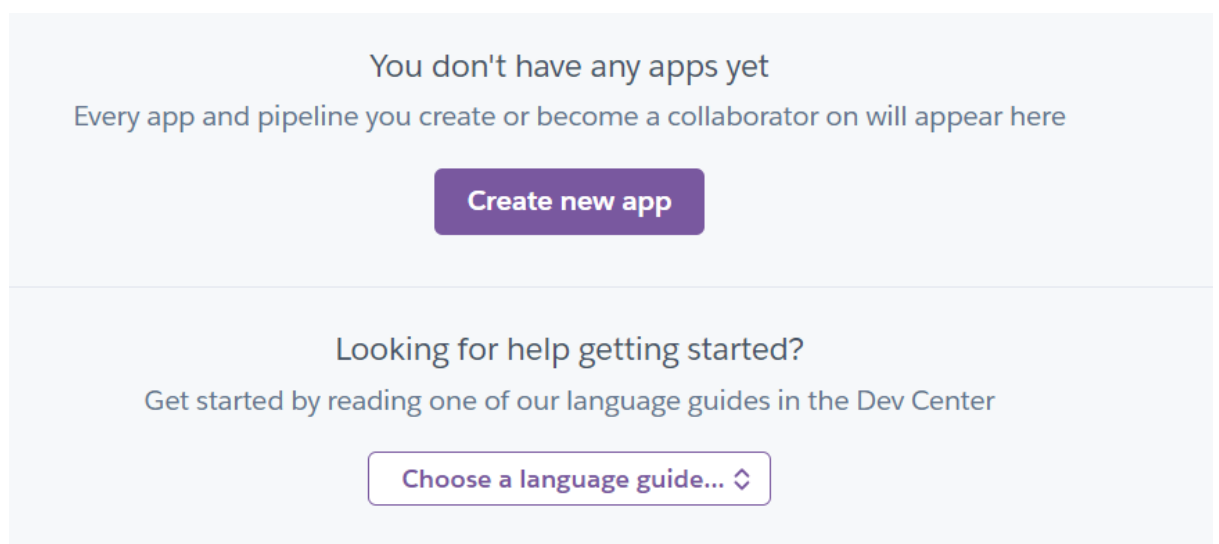 You don't have any apps yet
Every app and pipeline you create or become a collaborator on will appear here
Create new app
Looking for help getting started?
Get started by reading one of our language guides in the Dev Center
Choose a language guide...